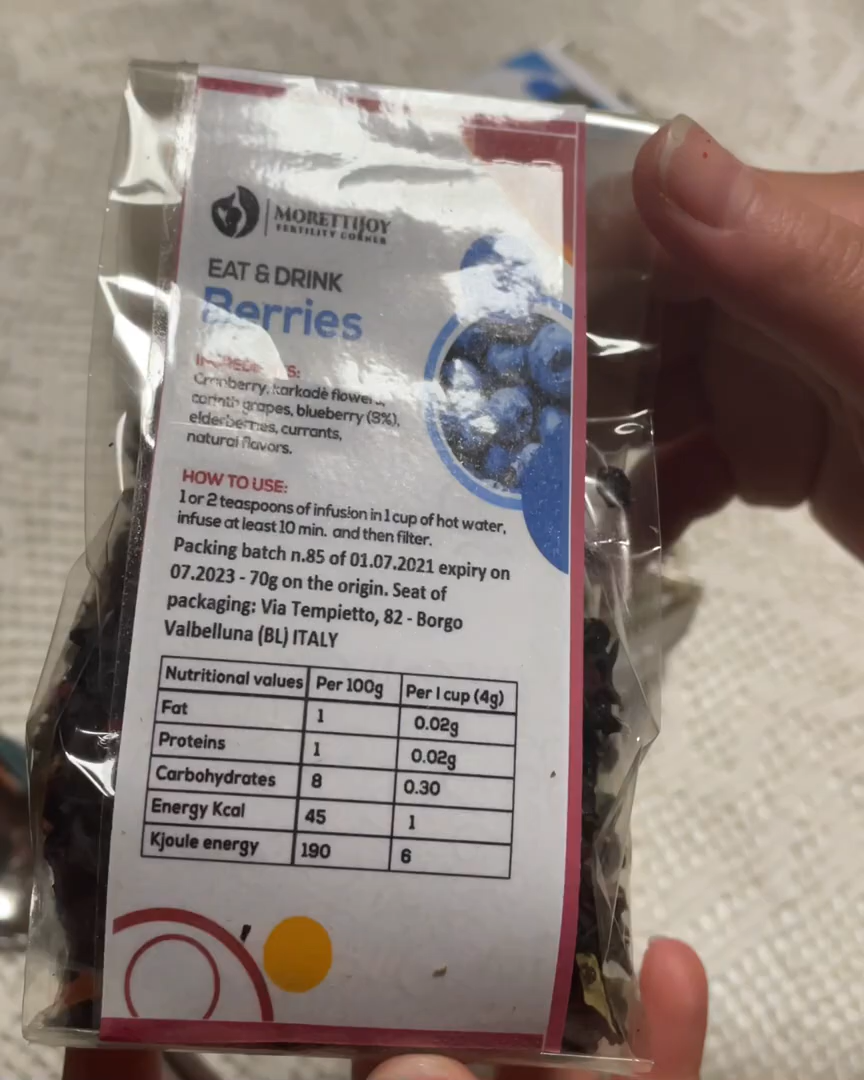 MORETTIJOY
FERTILITY CORNER
EAT & DRINK
Berries
INGREDIENTS:
Cranberry, karkadè flowers,
corinth grapes, blueberry (8%),
elderberries, currants,
natural flavors.
HOW TO USE:
1 or 2 teaspoons of infusion in 1 cup of hot water,
infuse at least 10 min. and then filter.
Packing batch n.85 of 01.07.2021 expiry on
07.2023 - 70g on the origin. Seat of
packaging: Via Tempietto, 82 - Borgo
Valbelluna (BL) ITALY
Nutritional values Per 100g Per 1 cup (4g)
Fat 1 0.02g
Proteins 1 0.02g
Carbohydrates 8 0.30
Energy Kcal 45 1
Kjoule energy 190 6